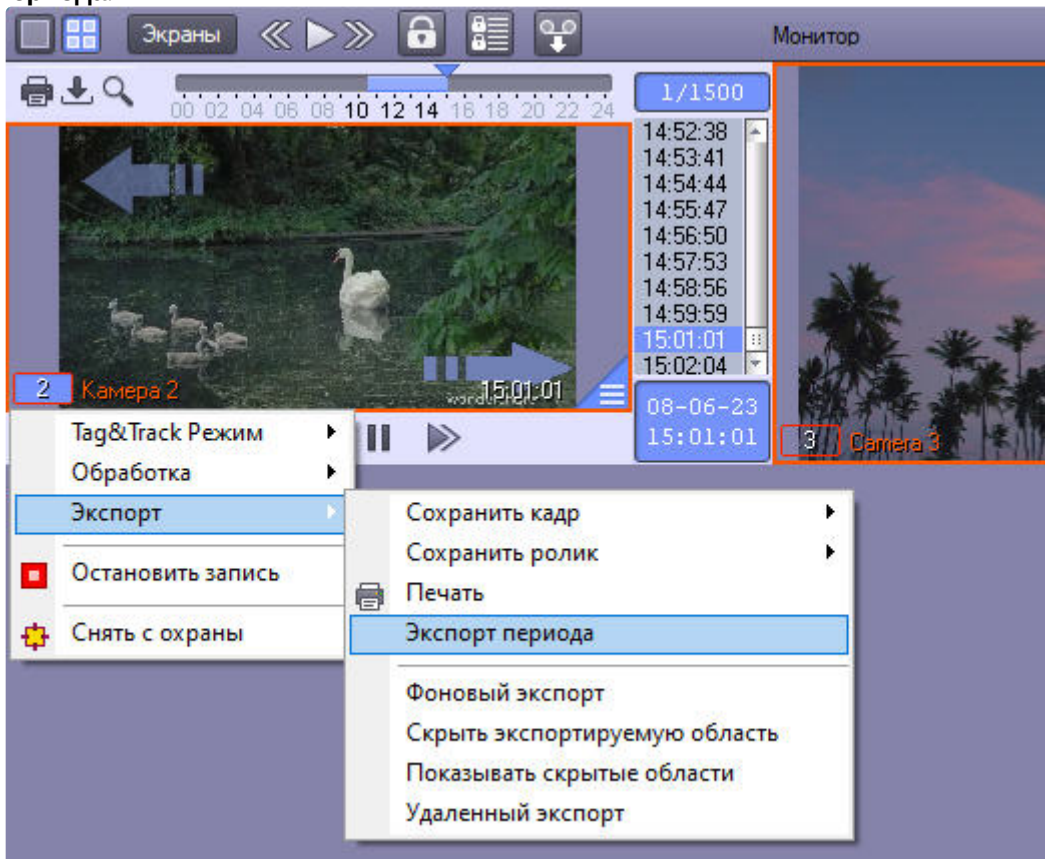 Экраны
Монитор
00 02 04 06 08 10 12 14 16 18 20 22 24
1/1500
14:52:38
14:53:41
14:54:44
14:55:47
14:56:50
14:57:53
14:58:56
14:59:59
15:01:01
15:02:04
15:01:01
2 Камера 2
08-06-23
15:01:01
3 Camera 3
Tag&Track Режим
Обработка
Экспорт
Остановить запись
Снять с охраны
Сохранить кадр
Сохранить ролик
Печать
Экспорт периода
Фоновый экспорт
Скрыть экспортируемую область
Показывать скрытые области
Удаленный экспорт